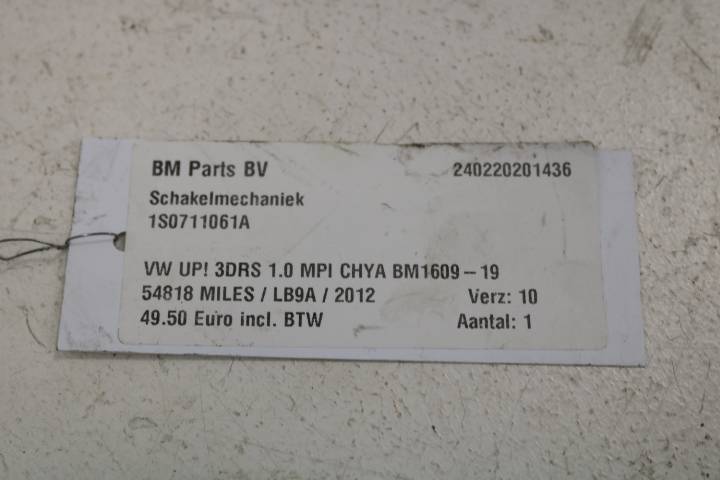 BM Parts BV 240220201436
Schakelmechaniek
1S0711061A
VW UP! 3DRS 1.0 MPI CHYA BM1609-19
54818 MILES / LB9A / 2012 Verz: 10
49.50 Euro incl. BTW Aantal: 1